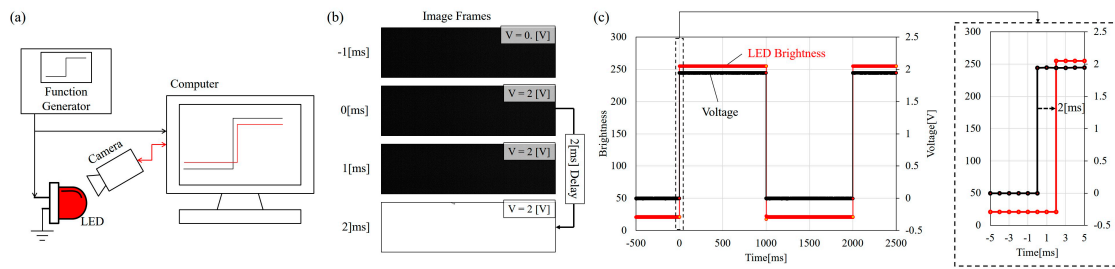 (a)
Function
Generator
Computer
Camera
LED
(b)
Image Frames
-1[ms]
V = 0. [V]
0[ms]
V = 2 [V]
1[ms]
V = 2 [V]
2]ms]
V = 2 [V]
2[ms] Delay
(c)
Brightness
300
250
200
150
100
50
0
LED Brightness
Voltage
2.5
2
1.5
1
0.5
0
-0.5
Voltage[V]
-500
0
500
1000
1500
2000
2500
Time[ms]
300
250
200
150
100
50
0
2[ms]
2.5
2
1.5
1
0.5
0
-0.5
-5
-3
-1
1
3
5
Time[ms]